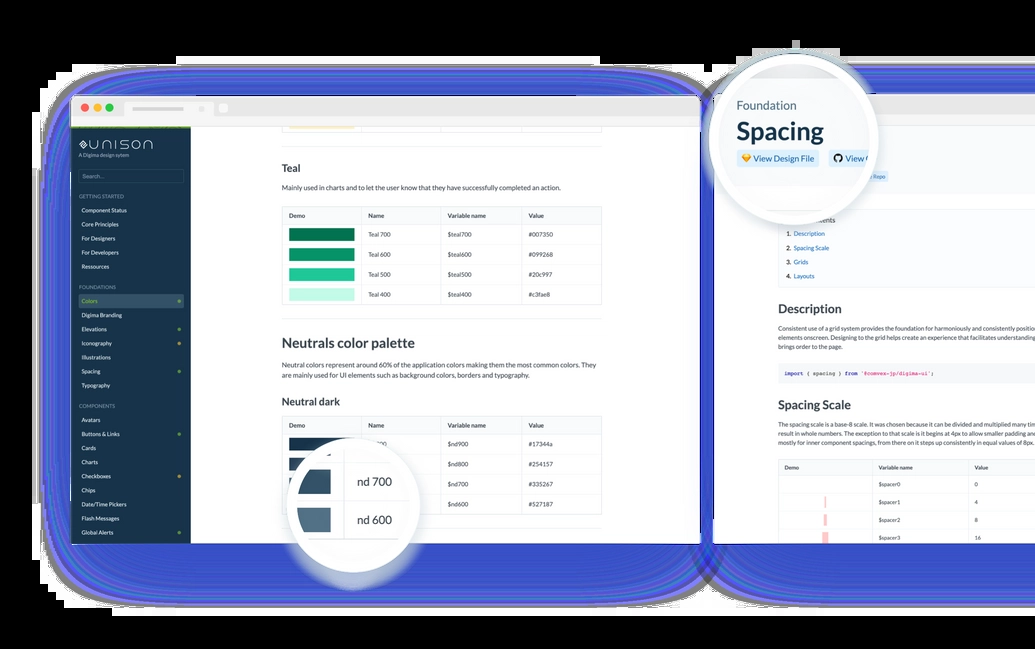 UNISON
A Digima design sytem
Search...
GETTING STARTED
Component Status
Core Principles
For Designers
For Developers
Ressources
FOUNDATIONS
Colors
Digima Branding
Elevations
Iconography
Illustrations
Spacing
Typography
COMPONENTS
Avatars
Buttons & Links
Cards
Charts
Checkboxes
Chips
Date/Time Pickers
Flash Messages
Global Alerts
Teal
Mainly used in charts and to let the user know that they have successfully completed an action.
Demo Name Variable name Value
Teal 700 $teal700 #007350
Teal 600 $teal600 #099268
Teal 500 $teal500 #20c997
Teal 400 $teal400 #c3fae8
Neutrals color palette
Neutral colors represent around 60% of the application colors making them the most common colors. They
are mainly used for UI elements such as background colors, borders and typography.
Neutral dark
Demo Name Variable name Value
$nd900 #17344a
$nd800 #254157
$nd700 #335267
$nd600 #527187
nd 700
nd 600
Foundation
Spacing
View Design File View
Repo
1. Description
2. Spacing Scale
3. Grids
4. Layouts
Description
Consistent use of a grid system provides the foundation for harmoniously and consistently
elements onscreen. Designing to the grid helps create an experience that facilitates understanding
brings order to the page.
import { spacing } from '@comvex-jp/digima-ui';
Spacing Scale
The spacing scale is a base-8 scale. It was chosen because it can be divided and multiplied many
result in whole numbers. The exception to that scale is it begins at 4px to allow smaller padding
mostly for inner component spacings, from there on it steps up consistently in equal values of 8px.
Demo Variable name Value
$spacer0 0
$spacer1 4
$spacer2 8
$spacer3 16